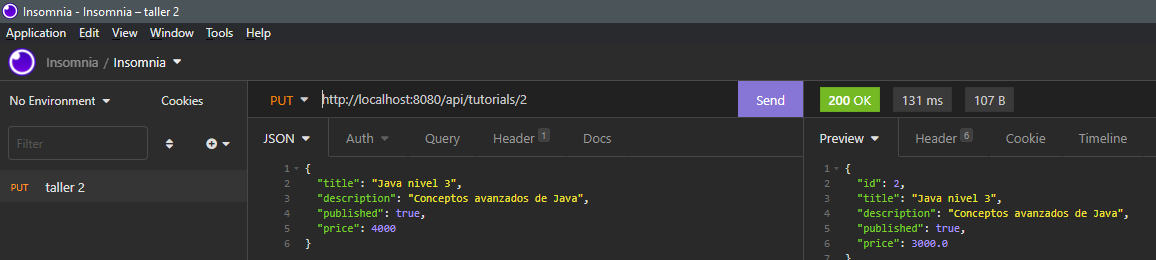 Insomnia - Insomnia – taller 2
Application Edit View Window Tools Help
Insomnia / Insomnia
No Environment Cookies
PUT http://localhost:8080/api/tutorials/2 Send 200 OK 131 ms 107 B
Filter
JSON Auth Query Header 1 Docs
Preview Header 6 Cookie Timeline
PUT taller 2
1 {
2 "title": "Java nivel 3",
3 "description": "Conceptos avanzados de Java",
4 "published": true,
5 "price": 4000
6 }
1 {
2 "id": 2,
3 "title": "Java nivel 3",
4 "description": "Conceptos avanzados de Java",
5 "published": true,
6 "price": 3000.0
7 }